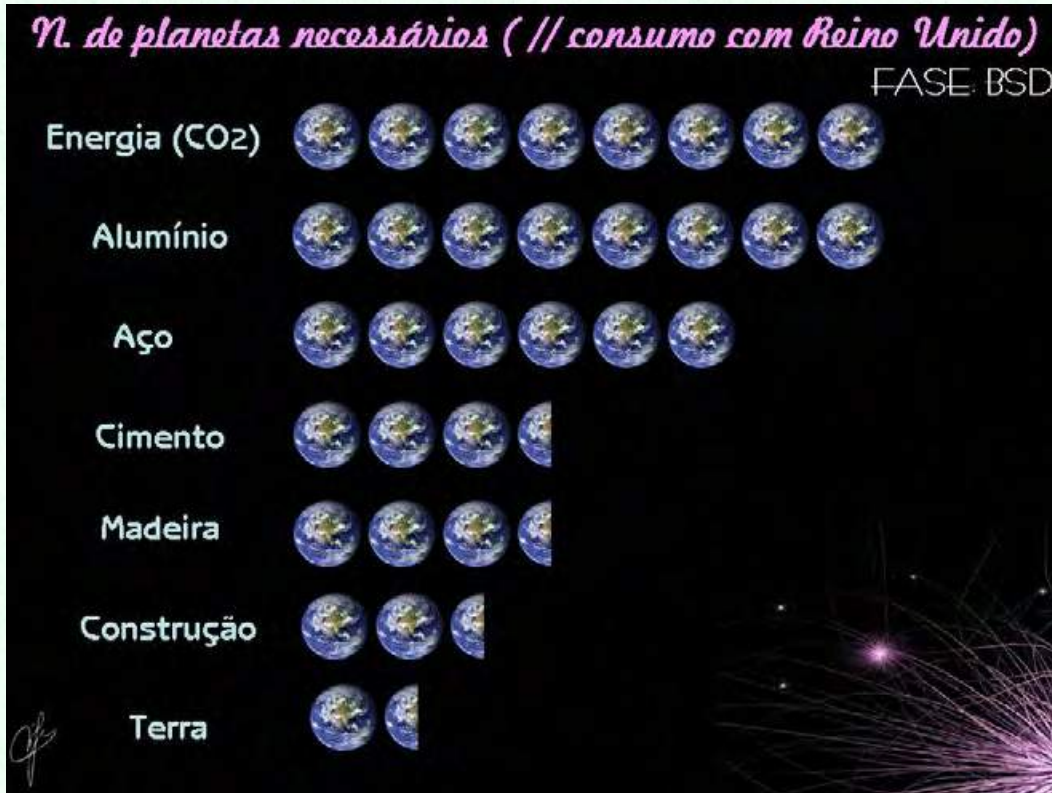 N. de planetas necessários ( // consumo com Reino Unido)
FASE: BSD
Energia (CO2)
Alumínio
Aço
Cimento
Madeira
Construção
Terra